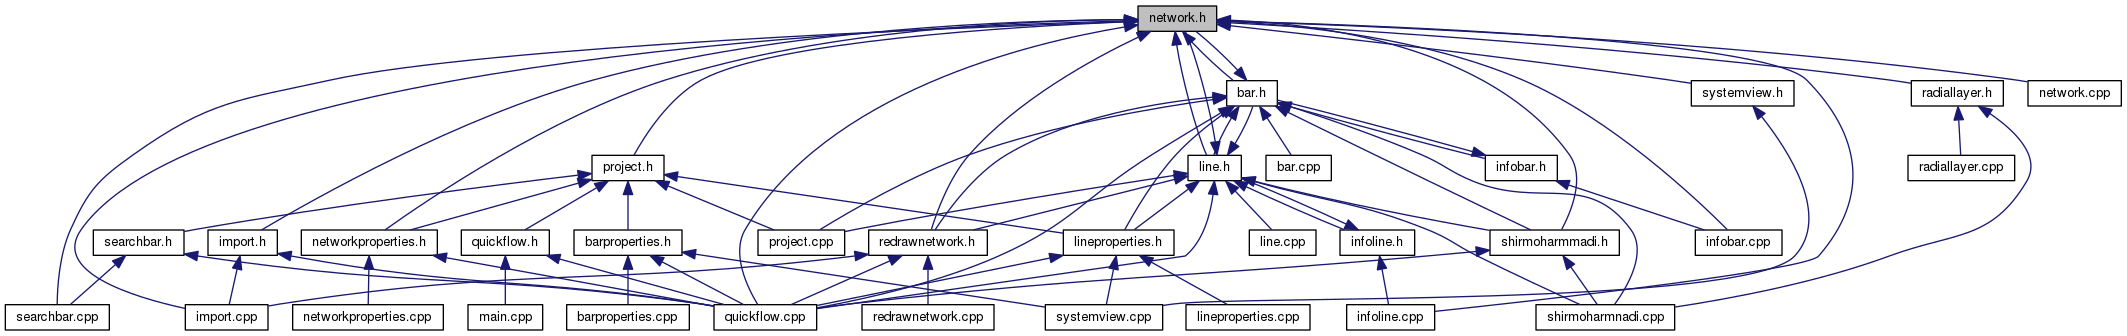 network.h
bar.h
systemview.h
radiallayer.h
network.cpp
project.h
line.h
bar.cpp
infobar.h
radiallayer.cpp
searchbar.h
import.h
networkproperties.h
quickflow.h
barproperties.h
project.cpp
redrawnetwork.h
lineproperties.h
line.cpp
infoline.h
shirmoharmmadi.h
infobar.cpp
searchbar.cpp
import.cpp
networkproperties.cpp
main.cpp
barproperties.cpp
quickflow.cpp
redrawnetwork.cpp
systemview.cpp
lineproperties.cpp
infoline.cpp
shirmoharmnadi.cpp